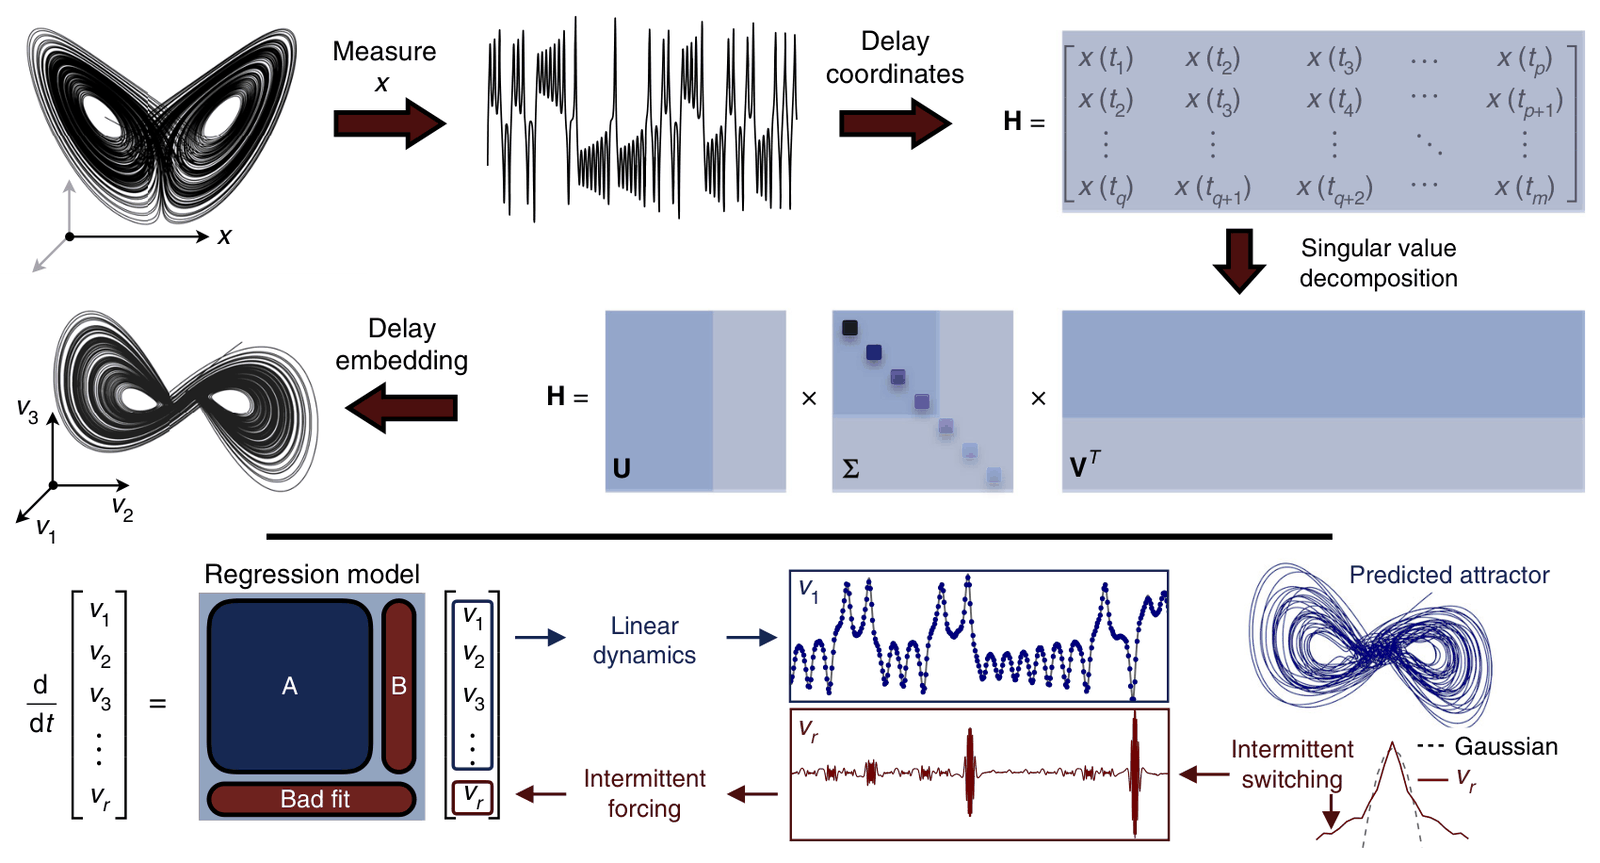 Measure
x
Delay
coordinates
x
H =
x (t1) x (t2) x (t3) ⋯ x (tp)
x (t2) x (t3) x (t4) ⋯ x (tp+1)
⋮ ⋮ ⋮ ⋱ ⋮
x (tq) x (tq+1) x (tq+2) ⋯ x (tm)
Singular value
decomposition
Delay
embedding
v3
v2
v1
H =
U
×
Σ
×
V^T
Regression model
d
dt
v1
v2
v3
⋮
vr
=
A
B
Bad fit
v1
v2
v3
⋮
vr
Linear
dynamics
v1
Predicted attractor
Intermittent
forcing
vr
Intermittent
switching
Gaussian
vr